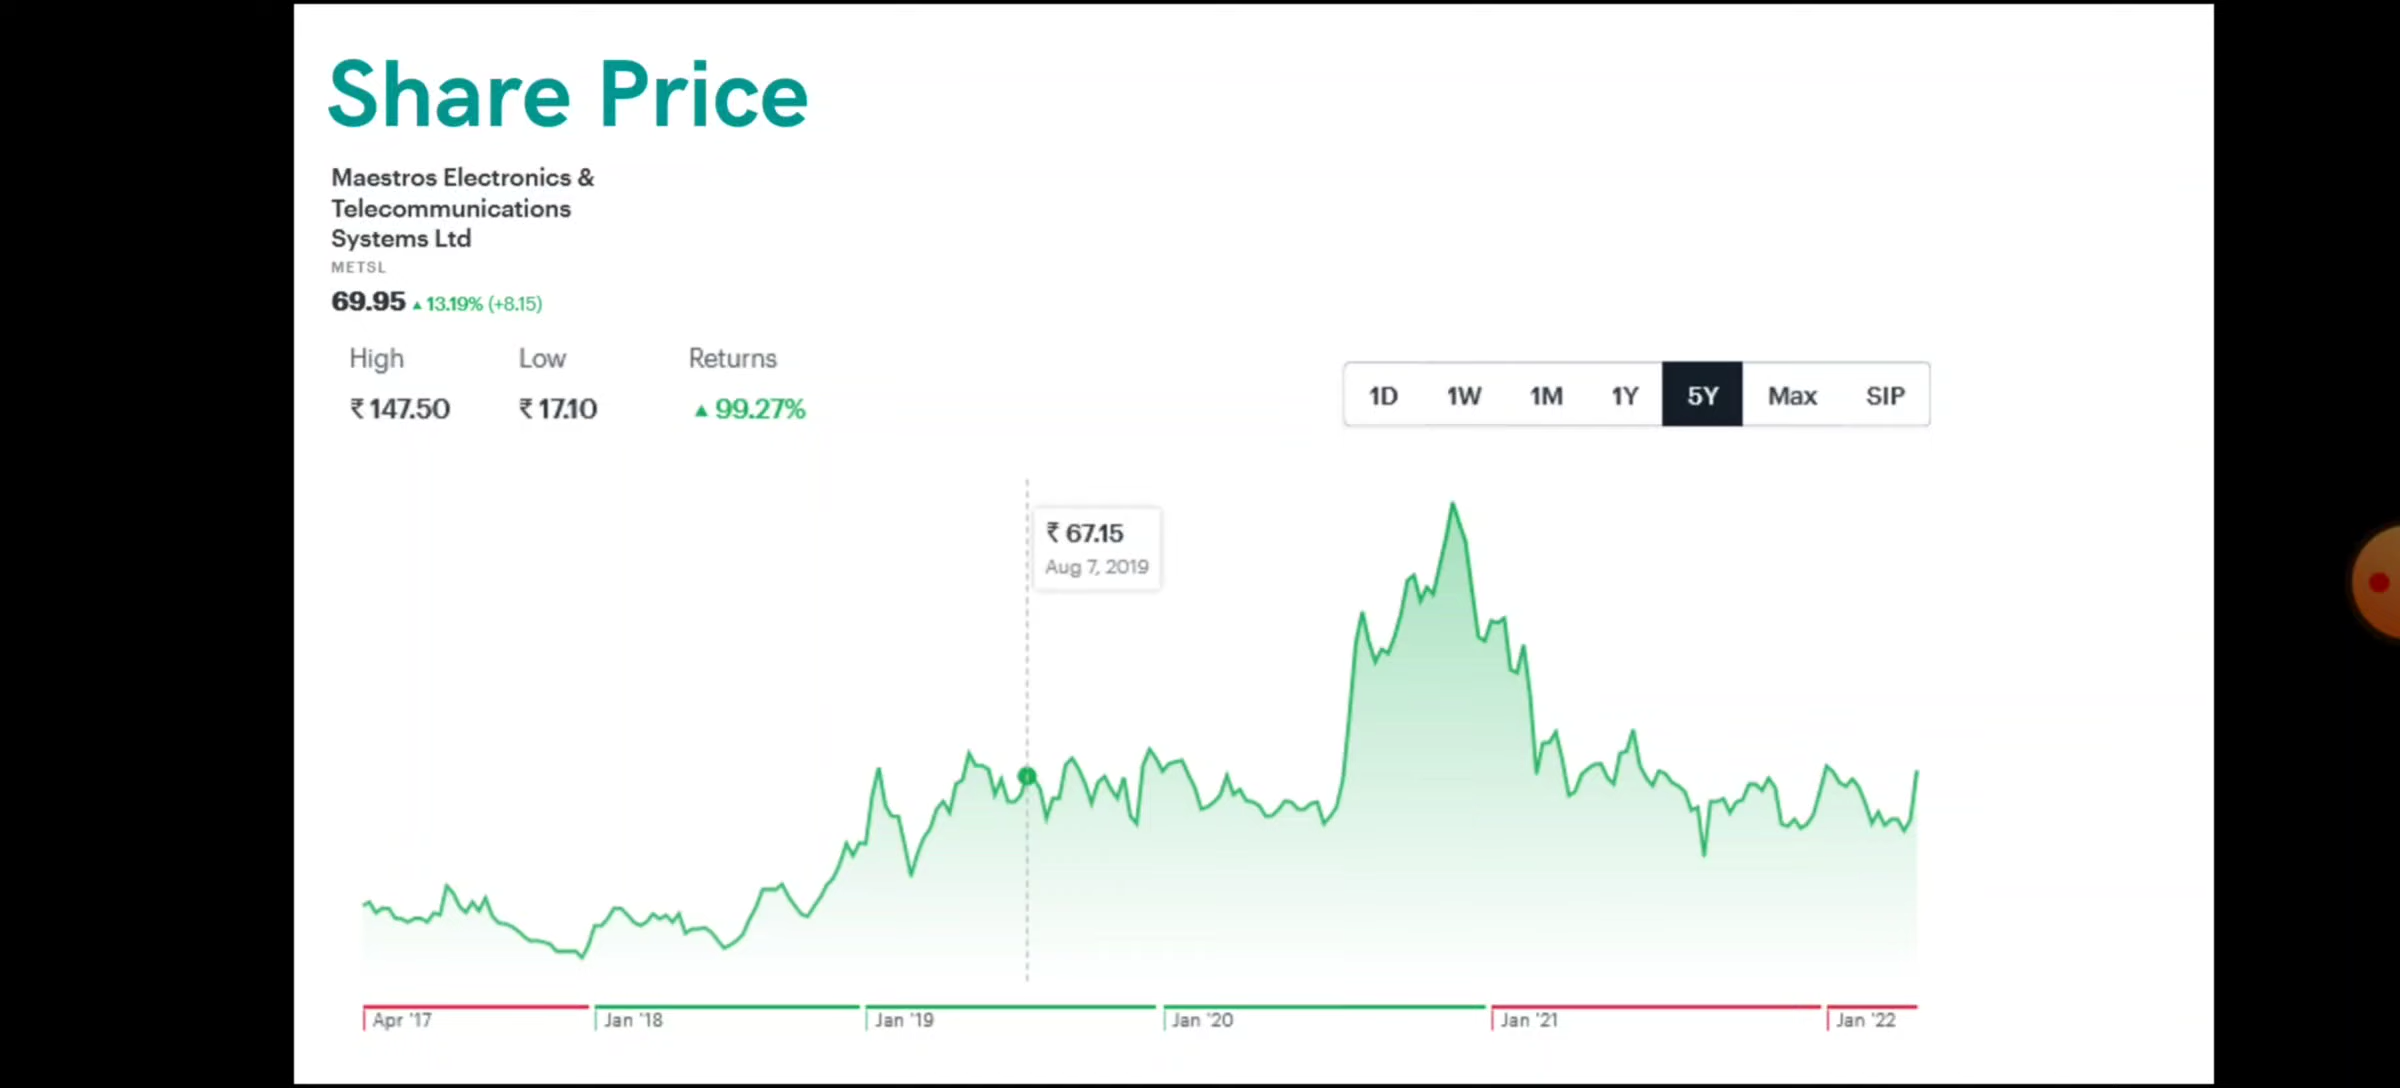 Share Price
Maestros Electronics &
Telecommunications
Systems Ltd
METSL
69.95 ▲ 13.19% (+8.15)
High Low Returns
₹147.50 ₹17.10 ▲ 99.27%
1D 1W 1M 1Y 5Y Max SIP
₹ 67.15
Aug 7, 2019
Apr '17 Jan '18 Jan '19 Jan '20 Jan '21 Jan '22